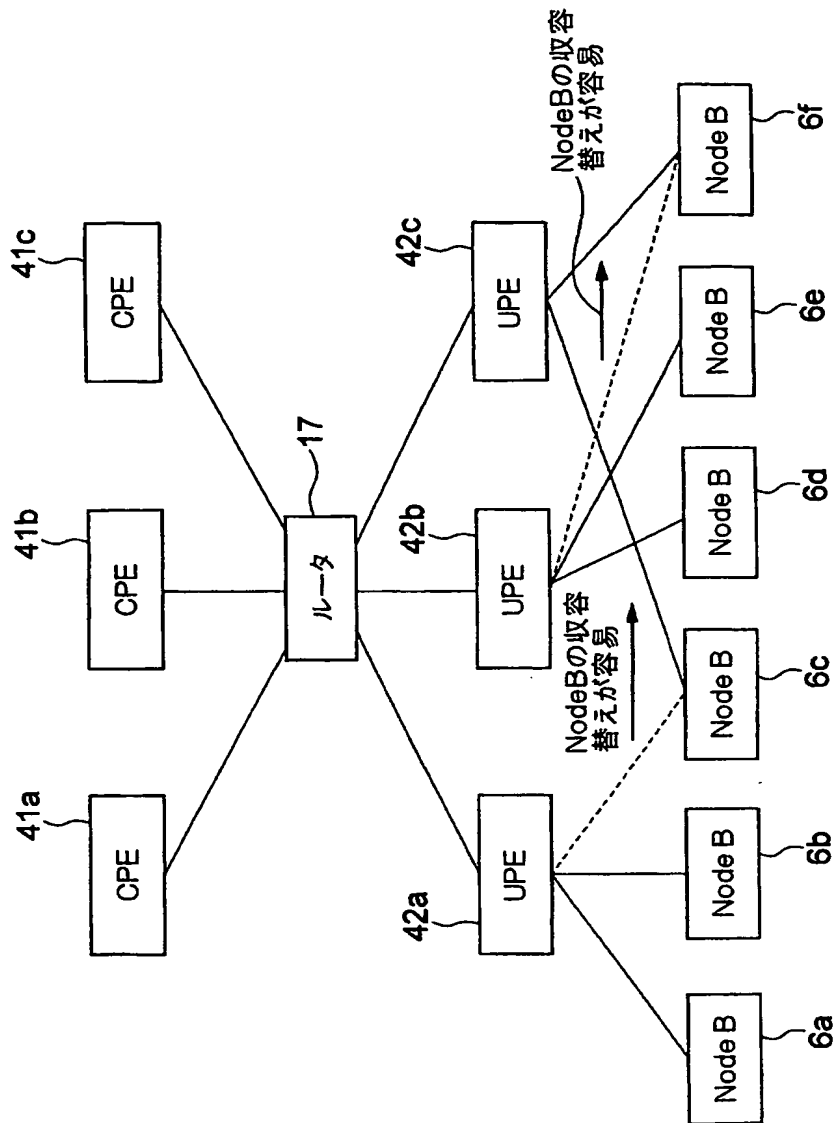 41a
CPE
41b
CPE
41c
CPE
ルータ
17
42a
UPE
42b
UPE
42c
UPE
NodeBの収容
替えが容易
NodeBの収容
替えが容易
Node B
6a
Node B
6b
Node B
6c
Node B
6d
Node B
6e
Node B
6f